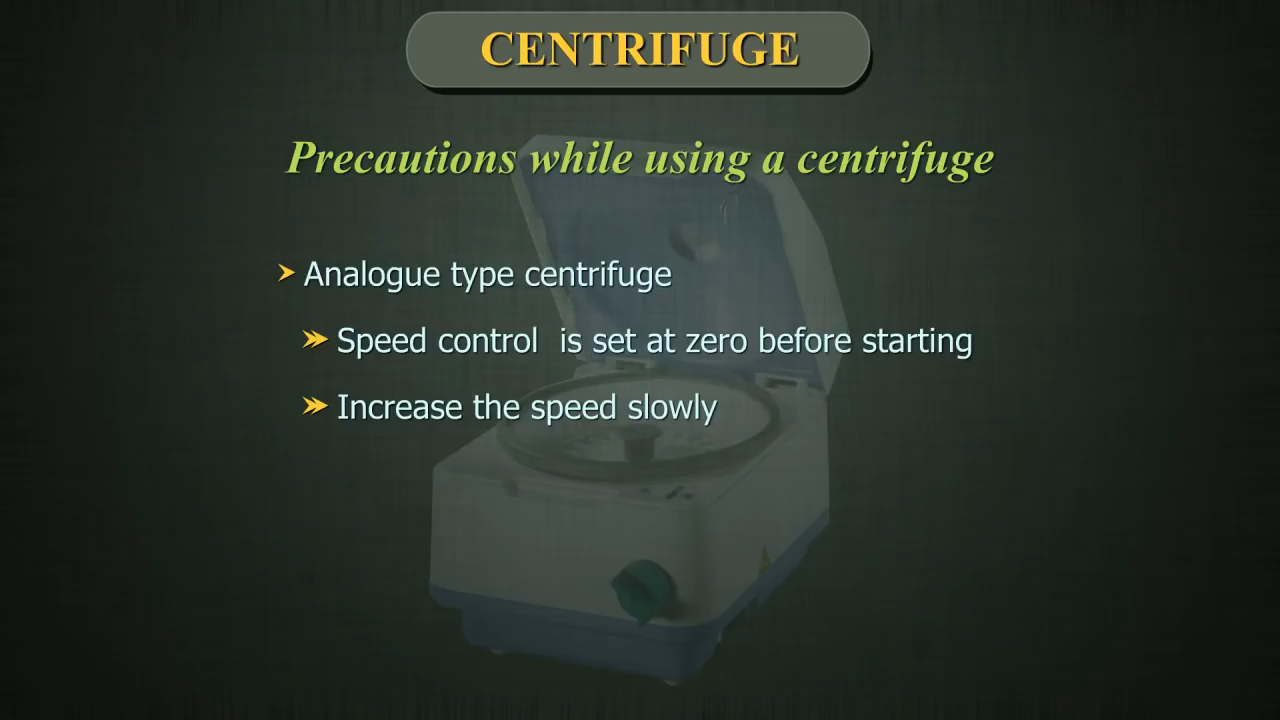 CENTRIFUGE
Precautions while using a centrifuge
Analogue type centrifuge
Speed control  is set at zero before starting
Increase the speed slowly